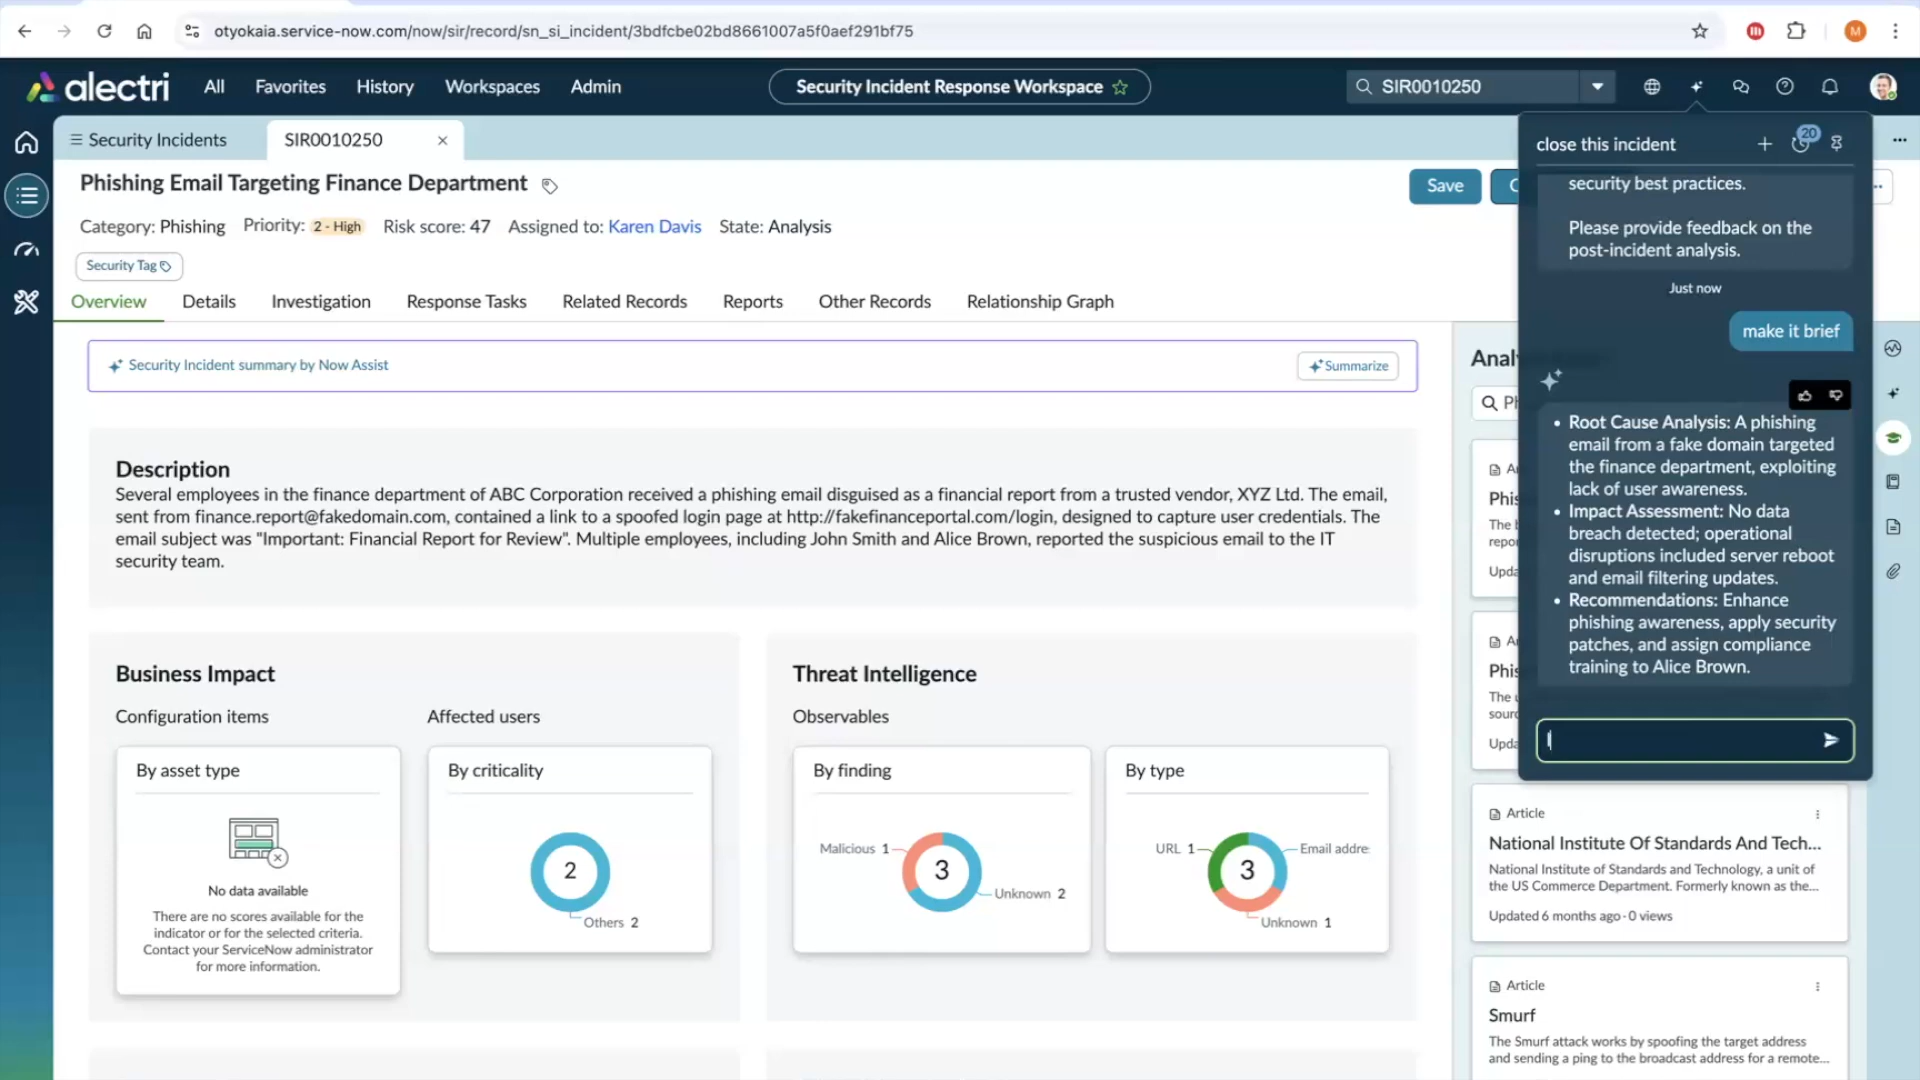 otyokaia.service-now.com/now/sir/record/sn_si_incident/3bdfcbe02bd8661007a5f0aef291bf75
M
alectri
All
Favorites
History
Workspaces
Admin
Security Incident Response Workspace
SIR0010250
Security Incidents
SIR0010250
Phishing Email Targeting Finance Department
Save
Category: Phishing
Priority: 2 - High
Risk score: 47
Assigned to: Karen Davis
State: Analysis
Security Tag
Overview
Details
Investigation
Response Tasks
Related Records
Reports
Other Records
Relationship Graph
Security Incident summary by Now Assist
Summarize
Description
Several employees in the finance department of ABC Corporation received a phishing email disguised as a financial report from a trusted vendor, XYZ Ltd. The email,
sent from finance.report@fakedomain.com, contained a link to a spoofed login page at http://fakefinanceportal.com/login, designed to capture user credentials. The
email subject was "Important: Financial Report for Review". Multiple employees, including John Smith and Alice Brown, reported the suspicious email to the IT
security team.
Business Impact
Configuration items
Affected users
By asset type
No data available
There are no scores available for the
indicator or for the selected criteria.
Contact your ServiceNow administrator
for more information.
By criticality
2
Others 2
Threat Intelligence
Observables
By finding
Malicious 1
3
Unknown 2
By type
URL 1
3
Email addre
Unknown 1
close this incident
20
security best practices.
Please provide feedback on the
post-incident analysis.
Just now
make it brief
• Root Cause Analysis: A phishing
email from a fake domain targeted
the finance department, exploiting
lack of user awareness.
• Impact Assessment: No data
breach detected; operational
disruptions included server reboot
and email filtering updates.
• Recommendations: Enhance
phishing awareness, apply security
patches, and assign compliance
training to Alice Brown.
Article
National Institute Of Standards And Tech...
National Institute of Standards and Technology, a unit of
the US Commerce Department. Formerly known as the...
Updated 6 months ago · 0 views
Article
Smurf
The Smurf attack works by spoofing the target address
and sending a ping to the broadcast address for a remote...